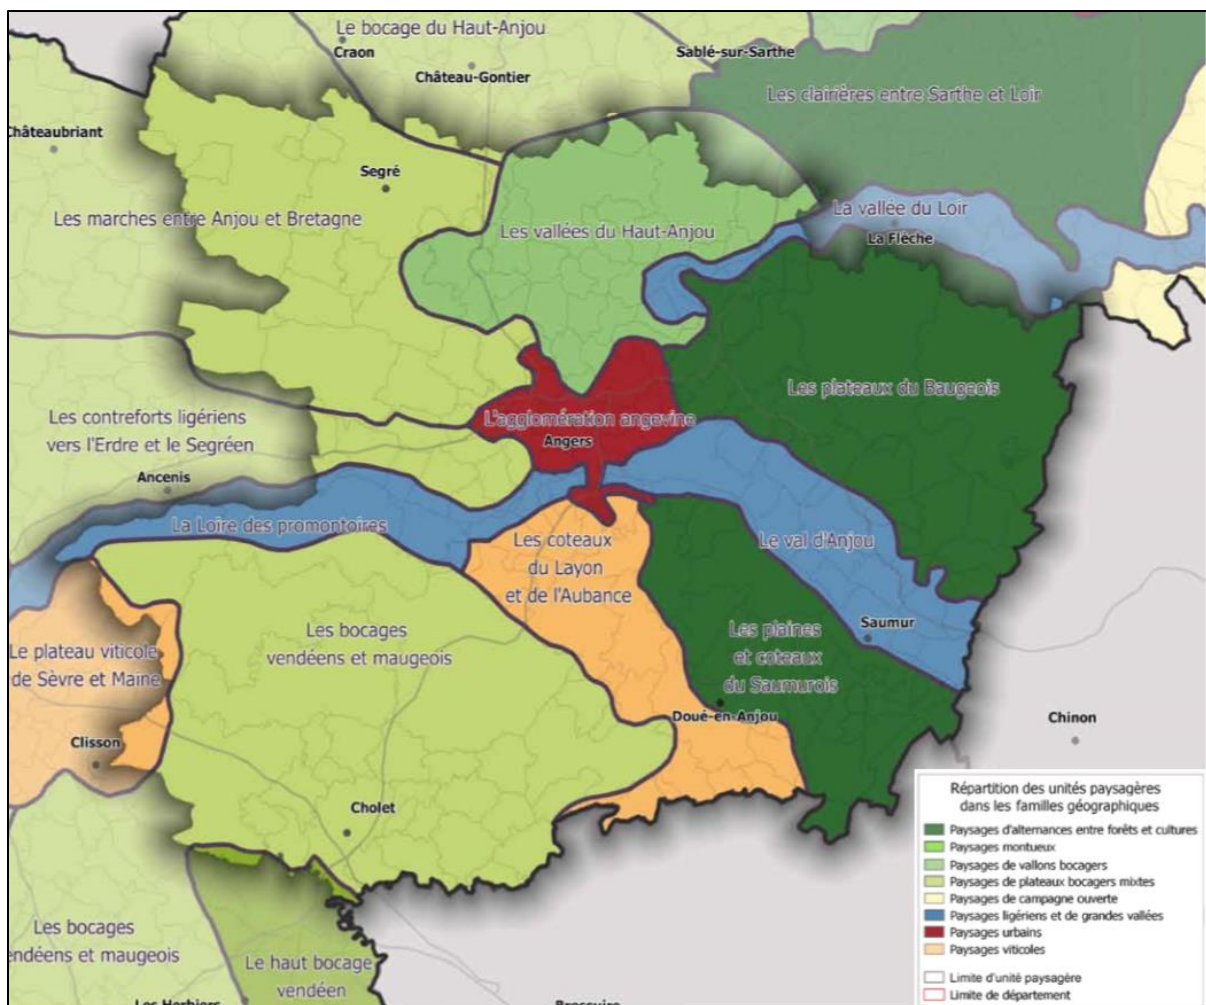 Le bocage du Haut-Anjou
Craon
Sablé-sur-Sarthe
Château-Gontier
Les clairières entre Sarthe et Loir
Châteaubriant
Segré
Les marches entre Anjou et Bretagne
Les vallées du Haut-Anjou
La vallée du Loir
La Flèche
Les plateaux du Baugeois
Les contreforts ligériens
vers l'Erdre et le Segréen
L'agglomération angevine
Angers
Ancenis
La Loire des promontoires
Les coteaux
du Layon
et de l'Aubance
Le val d'Anjou
Les bocages
vendéens et maugeois
Les plaines
et coteaux
du Saumurois
Saumur
Le plateau viticole
de Sèvre et Maine
Doué-en-Anjou
Chinon
Clisson
Cholet
Répartition des unités paysagères
dans les familles géographiques
Paysages d'alternances entre forêts et cultures
Paysages montueux
Paysages de vallons bocagers
Paysages de plateaux bocagers mixtes
Paysages de campagne ouverte
Paysages ligériens et de grandes vallées
Paysages urbains
Paysages viticoles
Limite d'unité paysagère
Limite de département
Les bocages
endéens et maugeois
Le haut bocage
vendéen
Les Herbiers
Bressuire